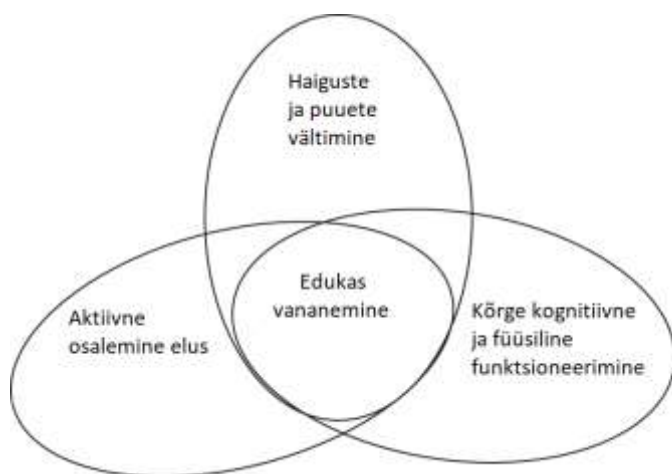 Haiguste
ja puuete
vältimine
Edukas
vananemine
Aktiivne
osalemine elus
Kõrge kognitiivne
ja füüsiline
funktsioneerimine